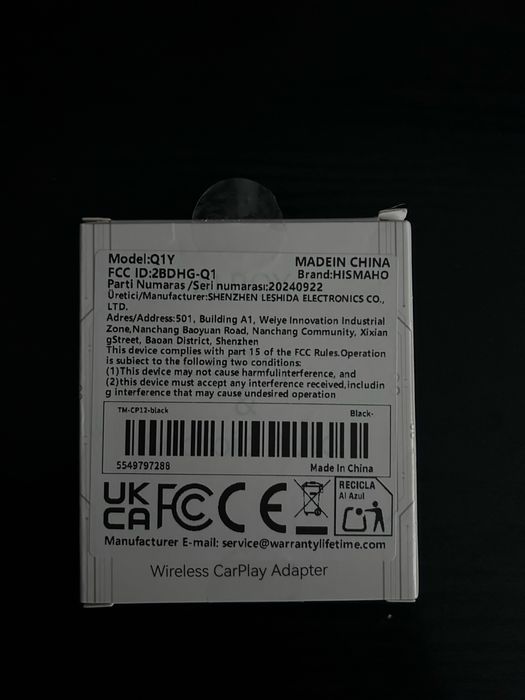 Model:Q1Y MADEIN CHINA
FCC ID:2BDHG-Q1 Brand:HISMAHO
Parti Numaras /Seri numarası:20240922
Üretici/Manufacturer:SHENZHEN LESHIDA ELECTRONICS CO.,
LTD.
Adres/Address:501, Building A1, Weiye Innovation Industrial
Zone,Nanchang Baoyuan Road, Nanchang Community, Xixian
gStreet, Baoan District, Shenzhen
This device complies with part 15 of the FCC Rules.Operation
is subiect to the following two conditions:
(1)This device may not cause harmfulinterference, and
(2)this device must accept any interference received,includin
g interference that may cause undesired operation
TM-CP12-black Black-
5549797288 Made In China
UK
CA FCC CE RECICLA
Al Azul
Manufacturer E-mail: service@warrantylifetime.com
Wireless CarPlay Adapter